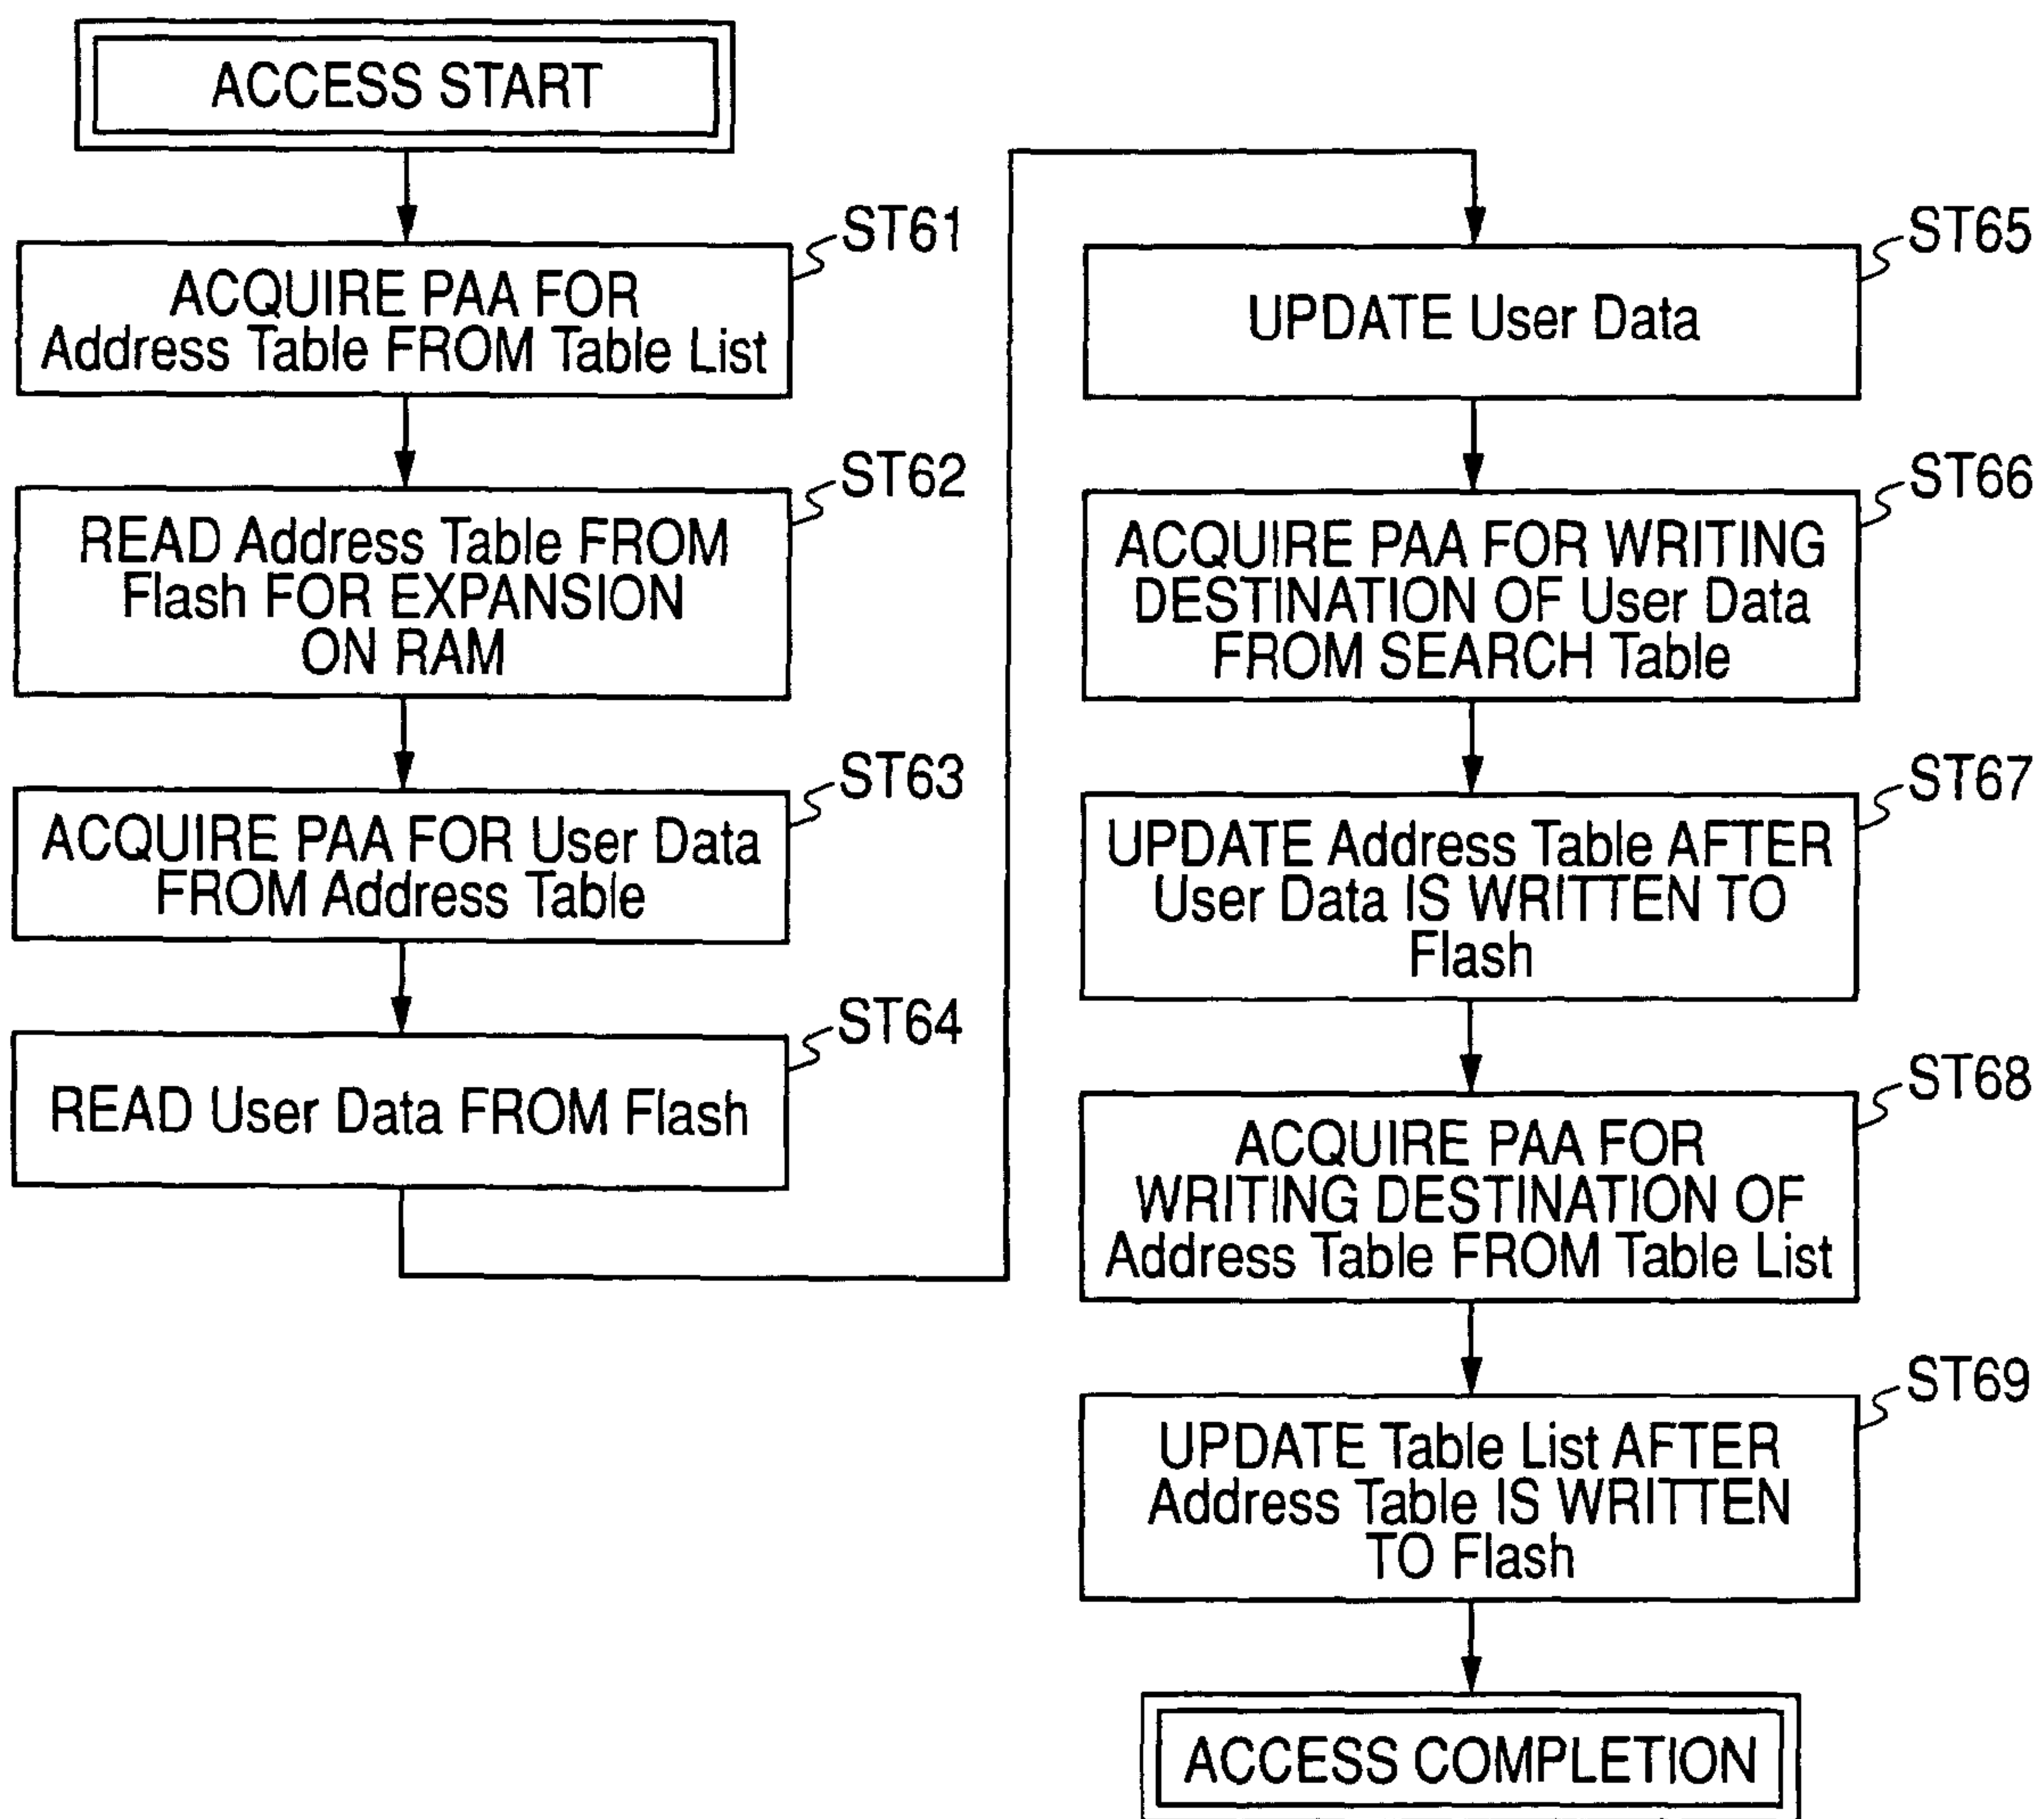 ACCESS START
ST61
ACQUIRE PAA FOR
Address Table FROM Table List
ST62
READ Address Table FROM
Flash FOR EXPANSION
ON RAM
ST63
ACQUIRE PAA FOR User Data
FROM Address Table
ST64
READ User Data FROM Flash
ST65
UPDATE User Data
ST66
ACQUIRE PAA FOR WRITING
DESTINATION OF User Data
FROM SEARCH Table
ST67
UPDATE Address Table AFTER
User Data IS WRITTEN TO
Flash
ST68
ACQUIRE PAA FOR
WRITING DESTINATION OF
Address Table FROM Table List
ST69
UPDATE Table List AFTER
Address Table IS WRITTEN
TO Flash
ACCESS COMPLETION